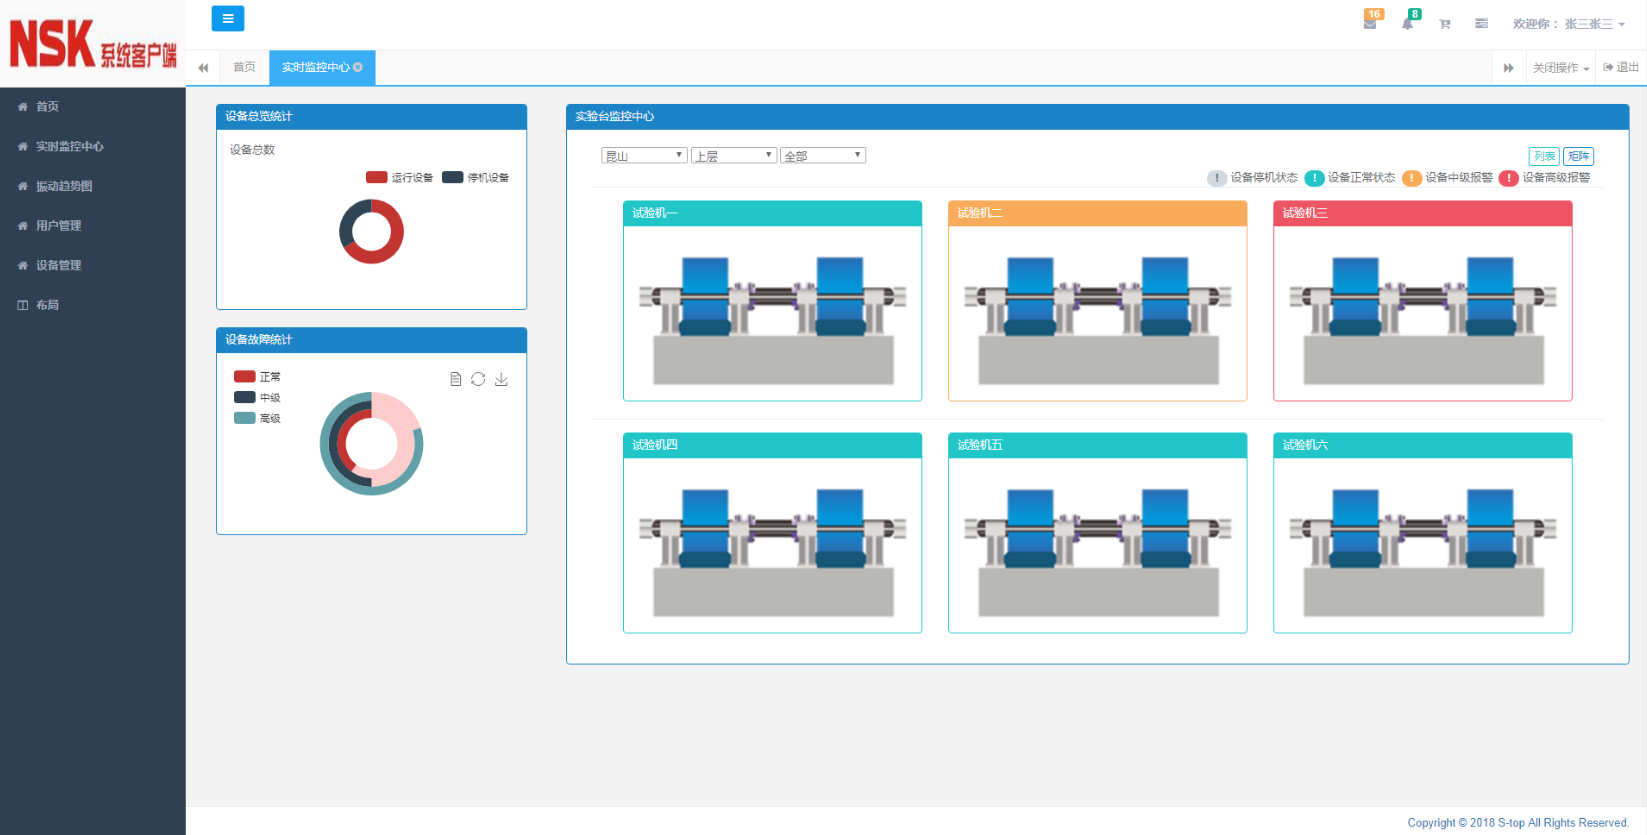 NSK 系统客户端
16
8
欢迎你： 张三张三
首页
实时监控中心
关闭操作
退出
首页
实时监控中心
振动趋势图
用户管理
设备管理
布局
设备总览统计
设备总数
运行设备
停机设备
设备故障统计
正常
中级
高级
实验台监控中心
昆山
上层
全部
列表
矩阵
! 设备停机状态
! 设备正常状态
! 设备中级报警
! 设备高级报警
试验机一
试验机二
试验机三
试验机四
试验机五
试验机六
Copyright © 2018 S-top All Rights Reserved.